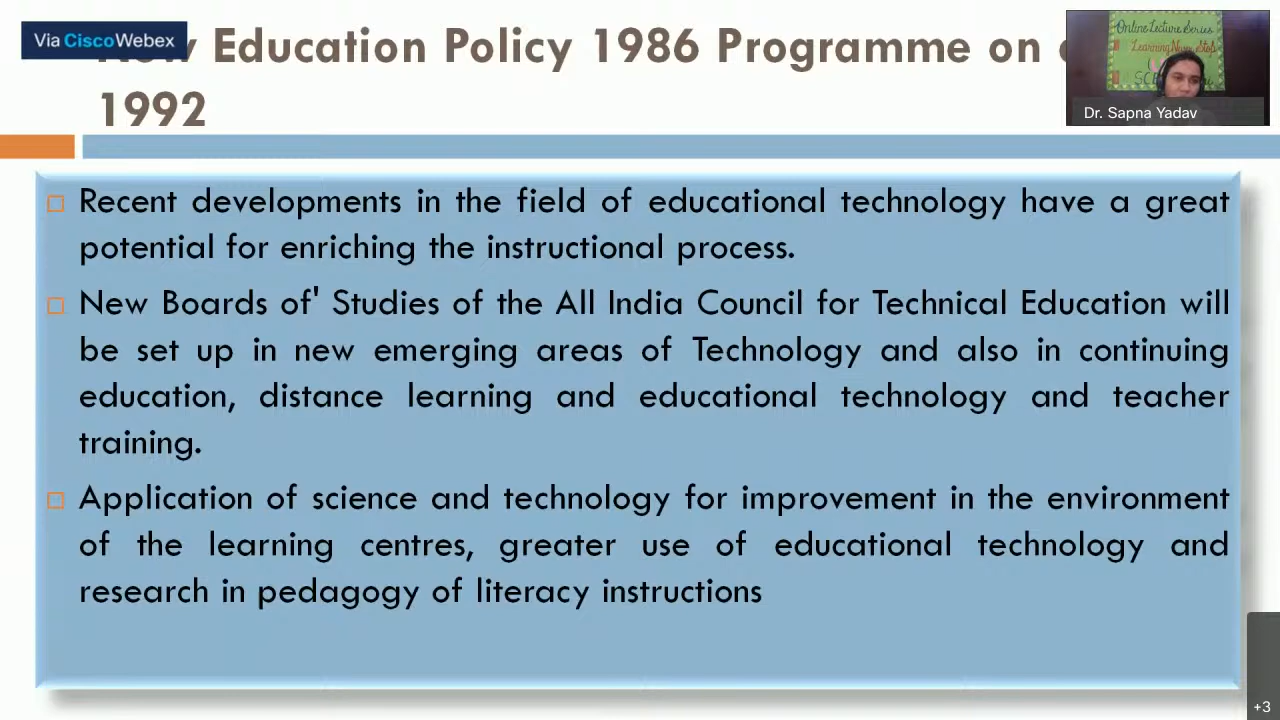 Via Cisco Webex
Education Policy 1986 Programme on
1992
Online Lecture Series
Learning Never Stop
Dr. Sapna Yadav
Recent developments in the field of educational technology have a great
potential for enriching the instructional process.
New Boards of' Studies of the All India Council for Technical Education will
be set up in new emerging areas of Technology and also in continuing
education, distance learning and educational technology and teacher
training.
Application of science and technology for improvement in the environment
of the learning centres, greater use of educational technology and
research in pedagogy of literacy instructions
+3